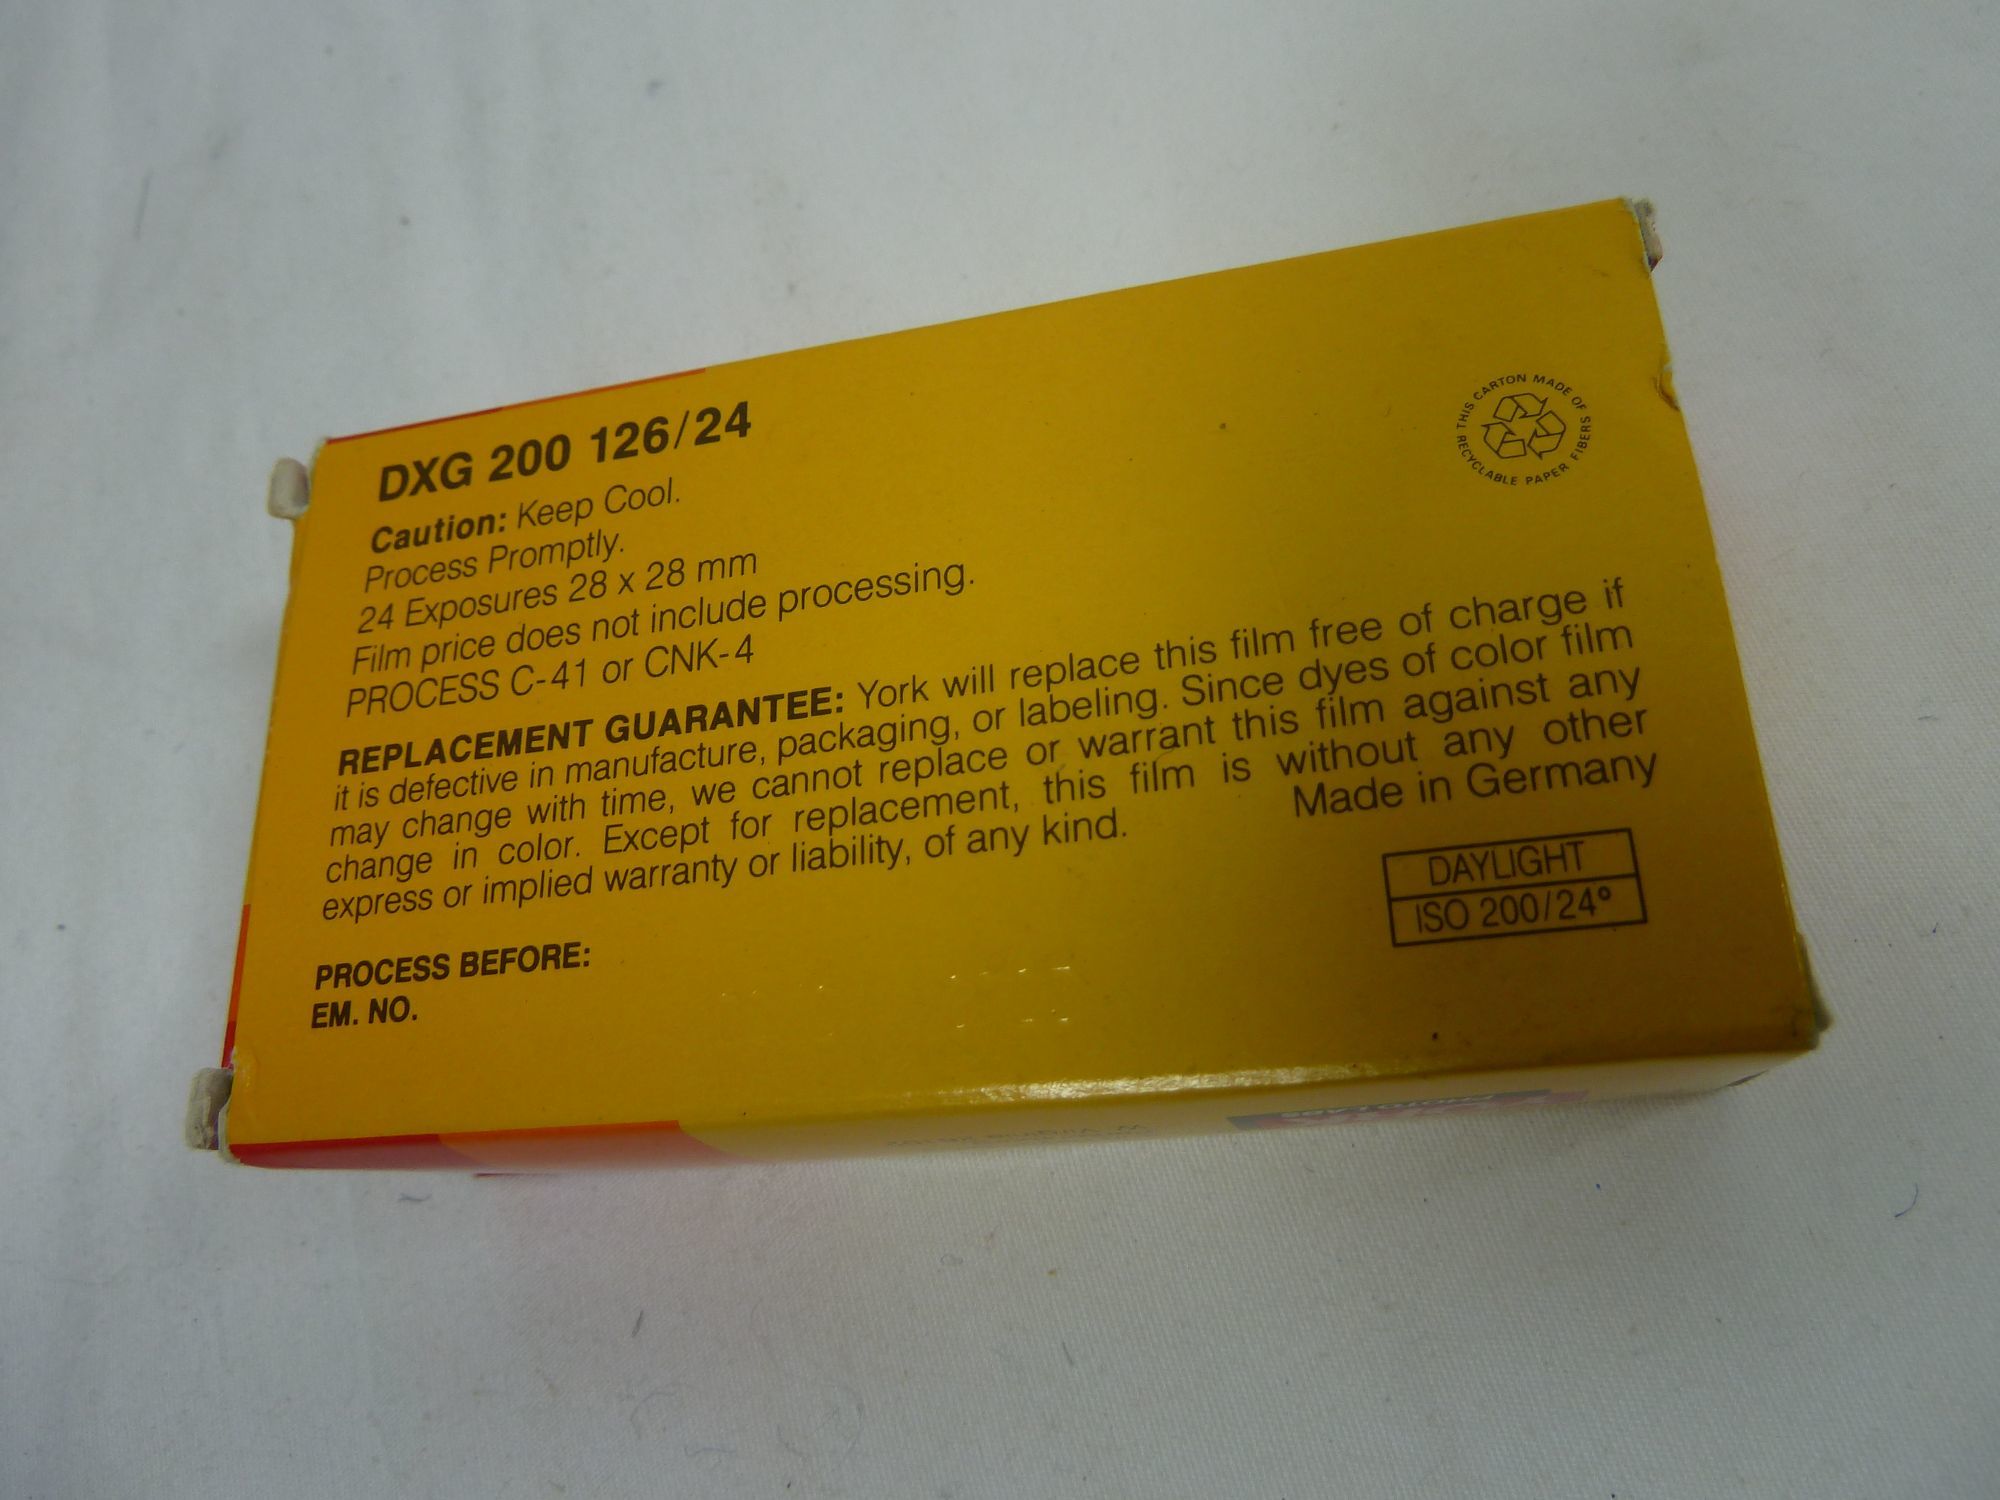 DXG 200 126/24
Caution: Keep Cool.
Process Promptly.
24 Exposures 28 x 28 mm
Film price does not include processing.
PROCESS C-41 or CNK-4
THIS CARTON MADE OF RECYCLABLE PAPER FIBERS
REPLACEMENT GUARANTEE: York will replace this film free of charge if
it is defective in manufacture, packaging, or labeling. Since dyes of color film
may change with time, we cannot replace or warrant this film against any
change in color. Except for replacement, this film is without any other
express or implied warranty or liability, of any kind.
Made in Germany
DAYLIGHT
ISO 200/24°
PROCESS BEFORE:
EM. NO.